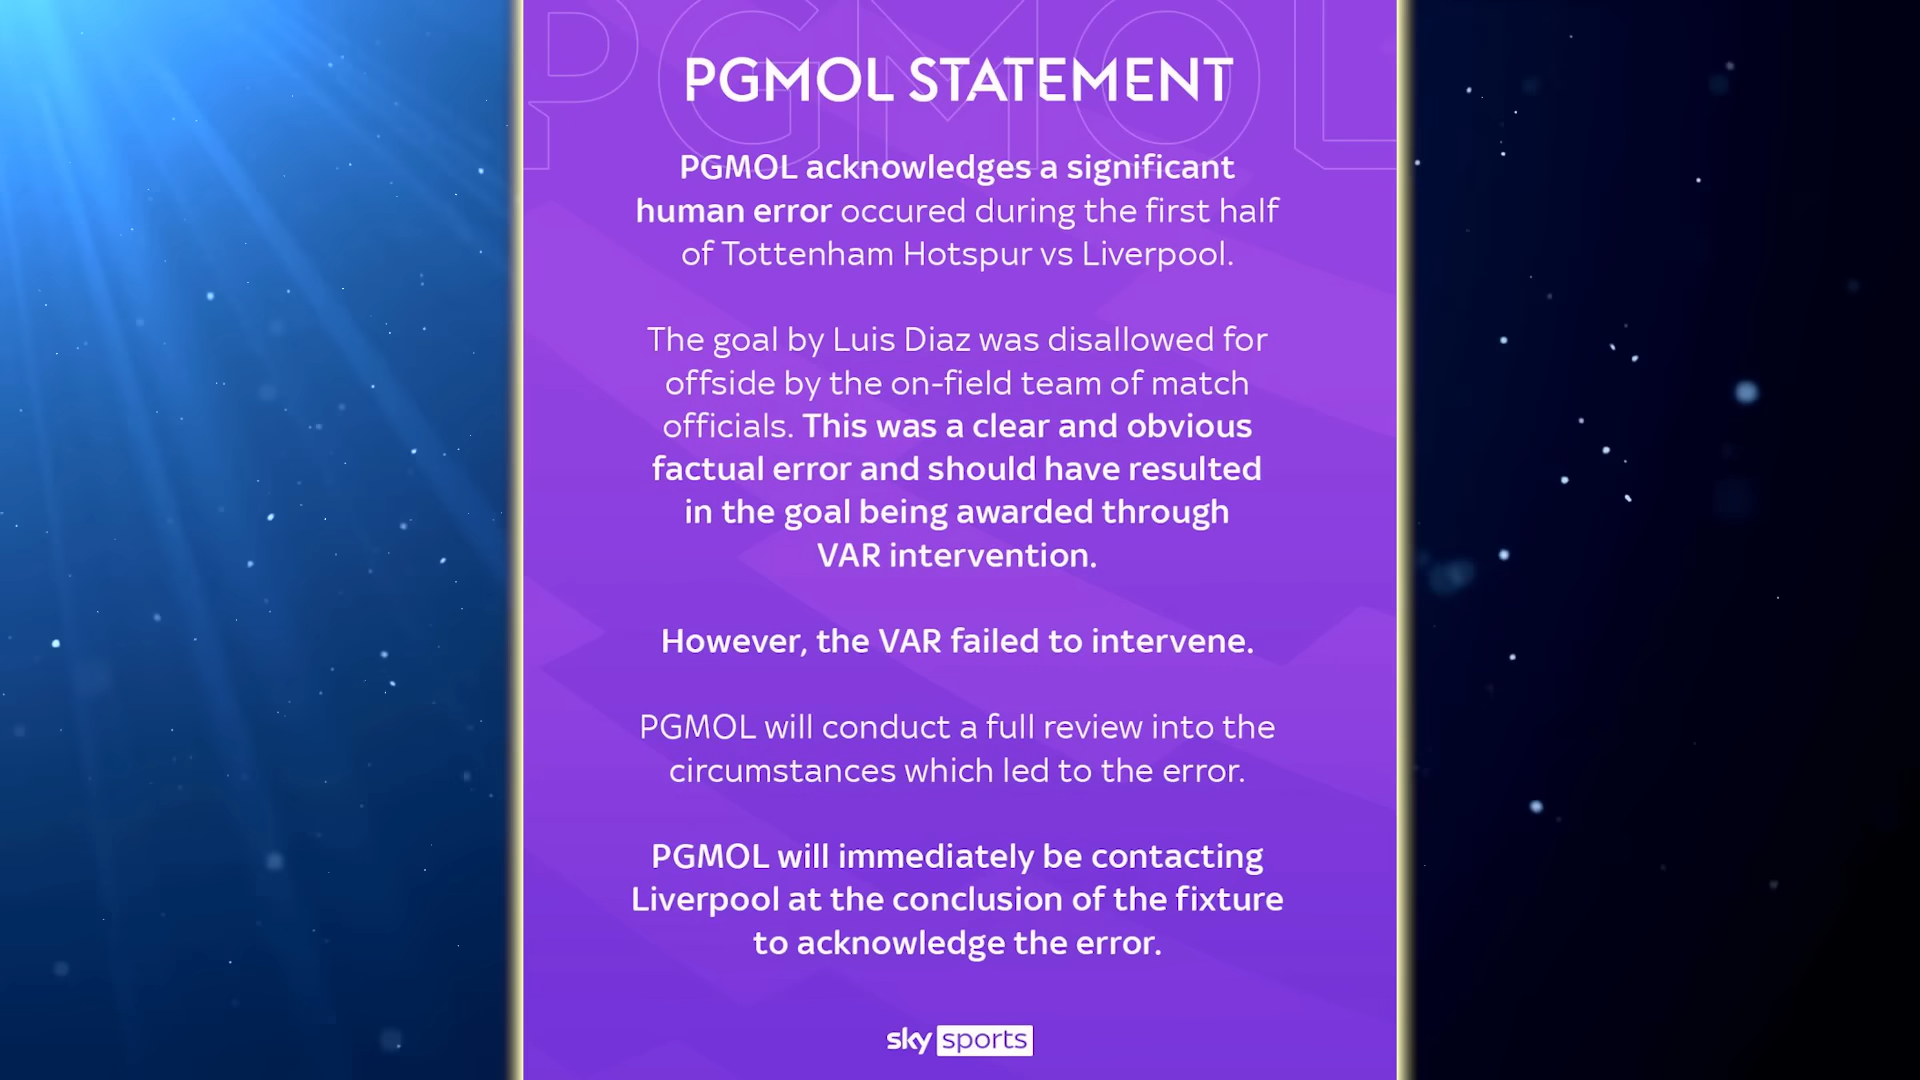 PGMOL
PGMOL STATEMENT
PGMOL acknowledges a significant
human error occured during the first half
of Tottenham Hotspur vs Liverpool.
The goal by Luis Diaz was disallowed for
offside by the on-field team of match
officials. This was a clear and obvious
factual error and should have resulted
in the goal being awarded through
VAR intervention.
However, the VAR failed to intervene.
PGMOL will conduct a full review into the
circumstances which led to the error.
PGMOL will immediately be contacting
Liverpool at the conclusion of the fixture
to acknowledge the error.
sky sports